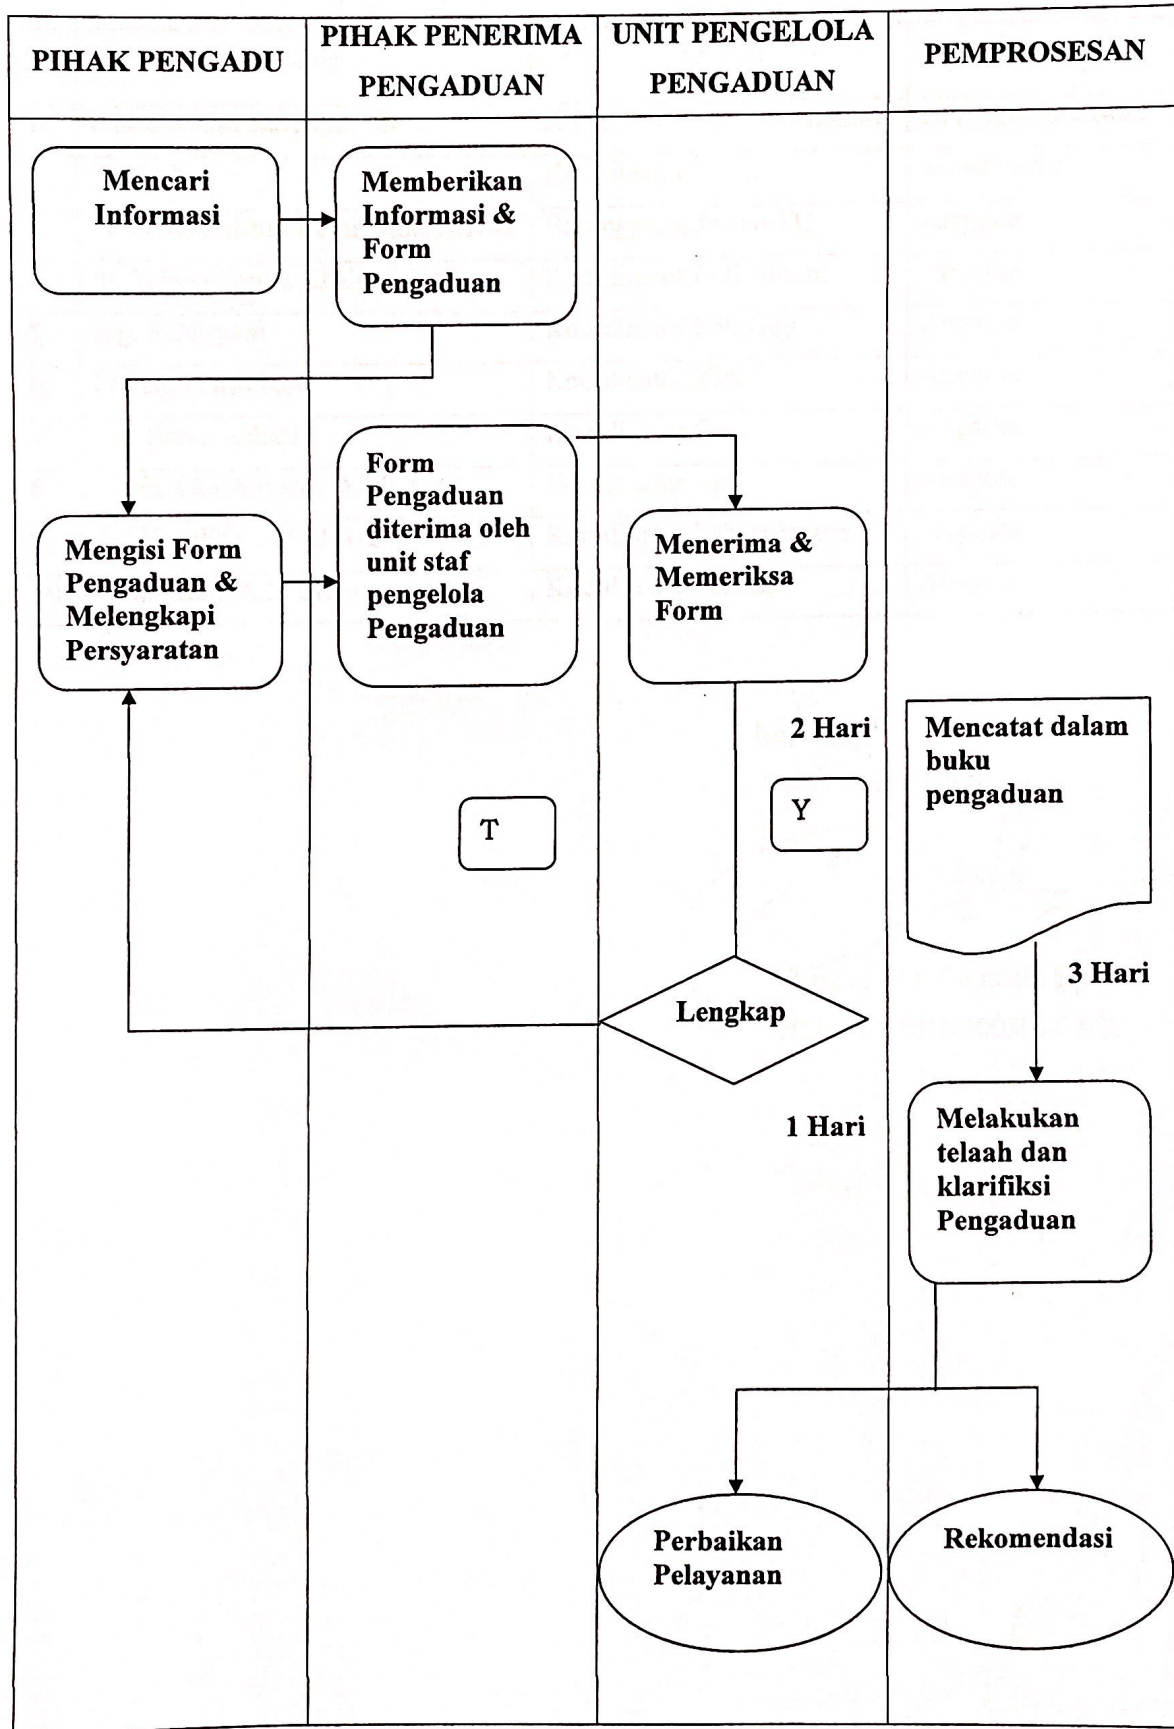 PIHAK PENGADU
PIHAK PENERIMA
PENGADUAN
UNIT PENGELOLA
PENGADUAN
PEMPROSESAN
Mencari
Informasi
Memberikan
Informasi &
Form
Pengaduan
Mengisi Form
Pengaduan &
Melengkapi
Persyaratan
Form
Pengaduan
diterima oleh
unit staf
pengelola
Pengaduan
Menerima &
Memeriksa
Form
2 Hari
Mencatat dalam
buku
pengaduan
T
Y
3 Hari
Lengkap
1 Hari
Melakukan
telaah dan
klarifiksi
Pengaduan
Perbaikan
Pelayanan
Rekomendasi